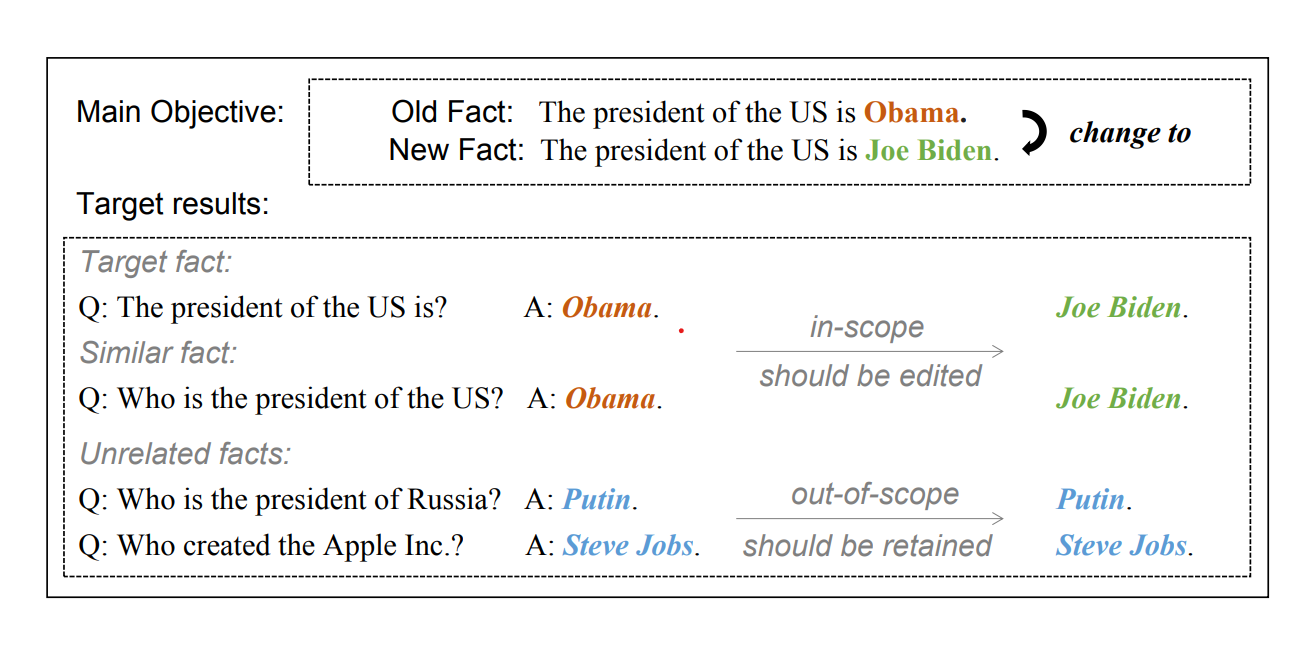 Main Objective:
Old Fact: The president of the US is Obama.
New Fact: The president of the US is Joe Biden.
change to
Target results:
Target fact:
Q: The president of the US is? A: Obama. Joe Biden.
in-scope
Similar fact:
should be edited
Q: Who is the president of the US? A: Obama. Joe Biden.
Unrelated facts:
Q: Who is the president of Russia? A: Putin. Putin.
out-of-scope
Q: Who created the Apple Inc.? A: Steve Jobs. Steve Jobs.
should be retained